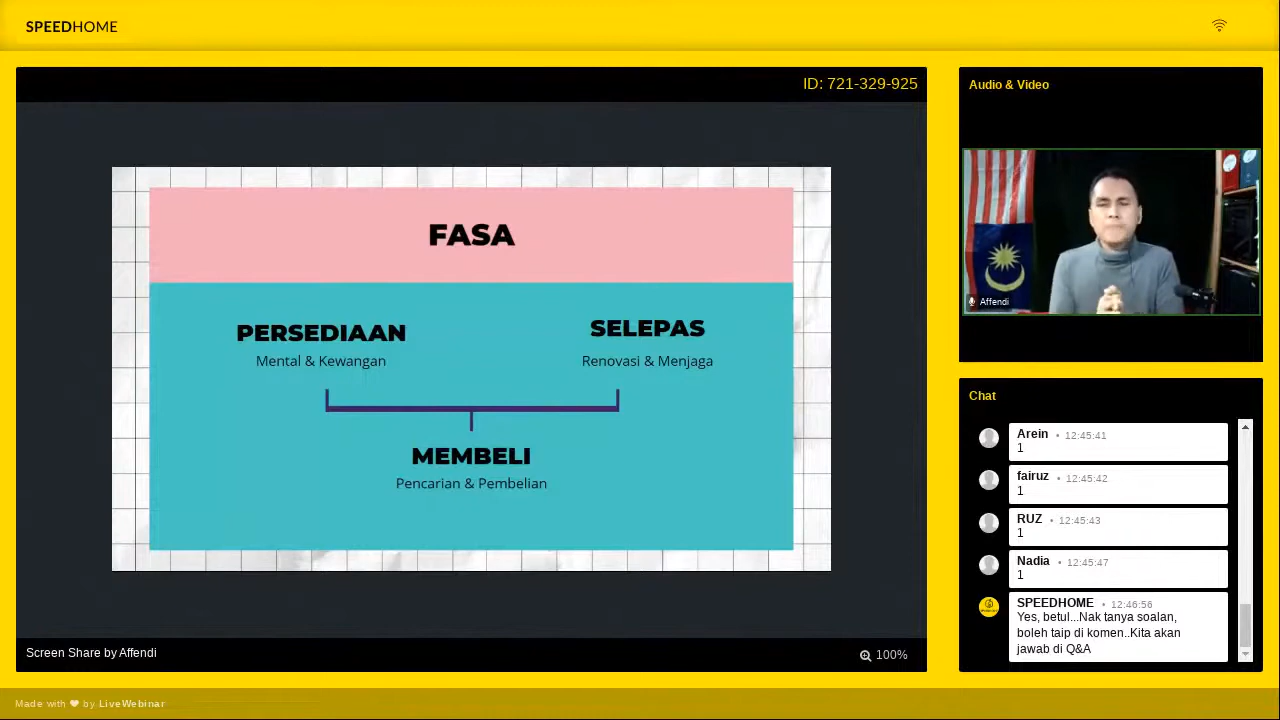 SPEEDHOME
ID: 721-329-925
FASA
PERSEDIAAN
Mental & Kewangan
SELEPAS
Renovasi & Menjaga
MEMBELI
Pencarian & Pembelian
Screen Share by Affendi
100%
Audio & Video
Affendi
Chat
Arein • 12:45:41
1
fairuz • 12:45:42
1
RUZ • 12:45:43
1
Nadia • 12:45:47
1
SPEEDHOME • 12:46:56
Yes, betul...Nak tanya soalan,
boleh taip di komen..Kita akan
jawab di Q&A
Made with ♥ by LiveWebinar